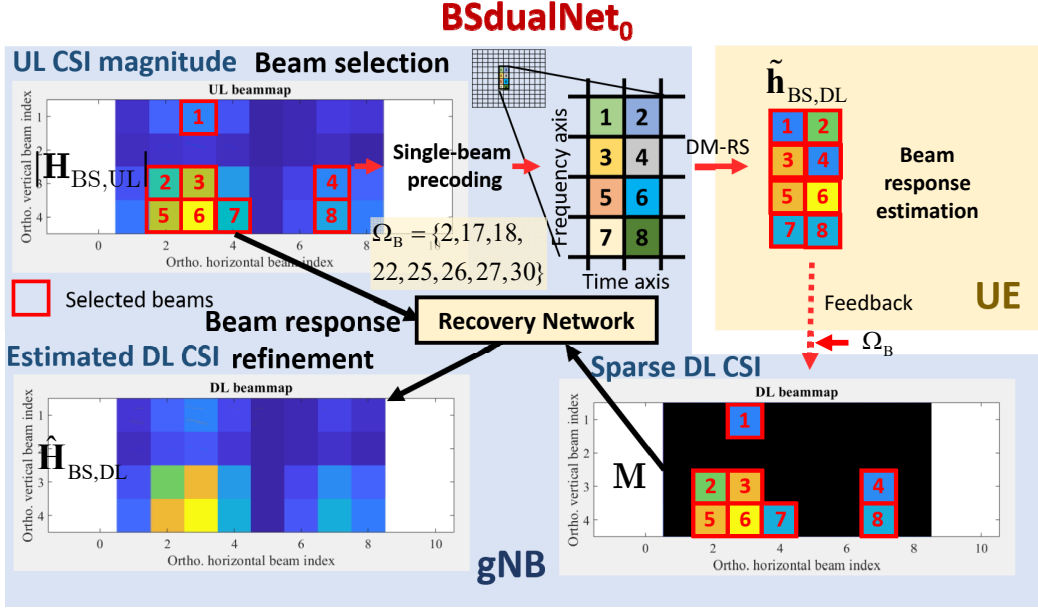 BSdualNet₀
UL CSI magnitude
Beam selection
UL beammap
Ortho. vertical beam index
1
3
4
|H_BS,UL|
1
2
3
4
5
6
7
8
0
2
4
6
8
10
Ortho. horizontal beam index
Selected beams
Single-beam
precoding
Ω_B = {2,17,18,
22,25,26,27,30}
Frequency axis
1 2
3 4
5 6
7 8
Time axis
DM-RS
h̃_BS,DL
1 2
3 4
5 6
7 8
Beam
response
estimation
UE
Feedback
Ω_B
Recovery Network
Beam response
refinement
Estimated DL CSI
DL beammap
Ortho. vertical beam index
1
2
3
4
Ĥ_BS,DL
0 2 4 6 8 10
Ortho. horizontal beam index
gNB
Sparse DL CSI
DL beammap
Ortho. vertical beam index
1
2
3
4
M
1
2 3 4
5 6 7 8
0 2 4 6 8 10
Ortho. horizontal beam index